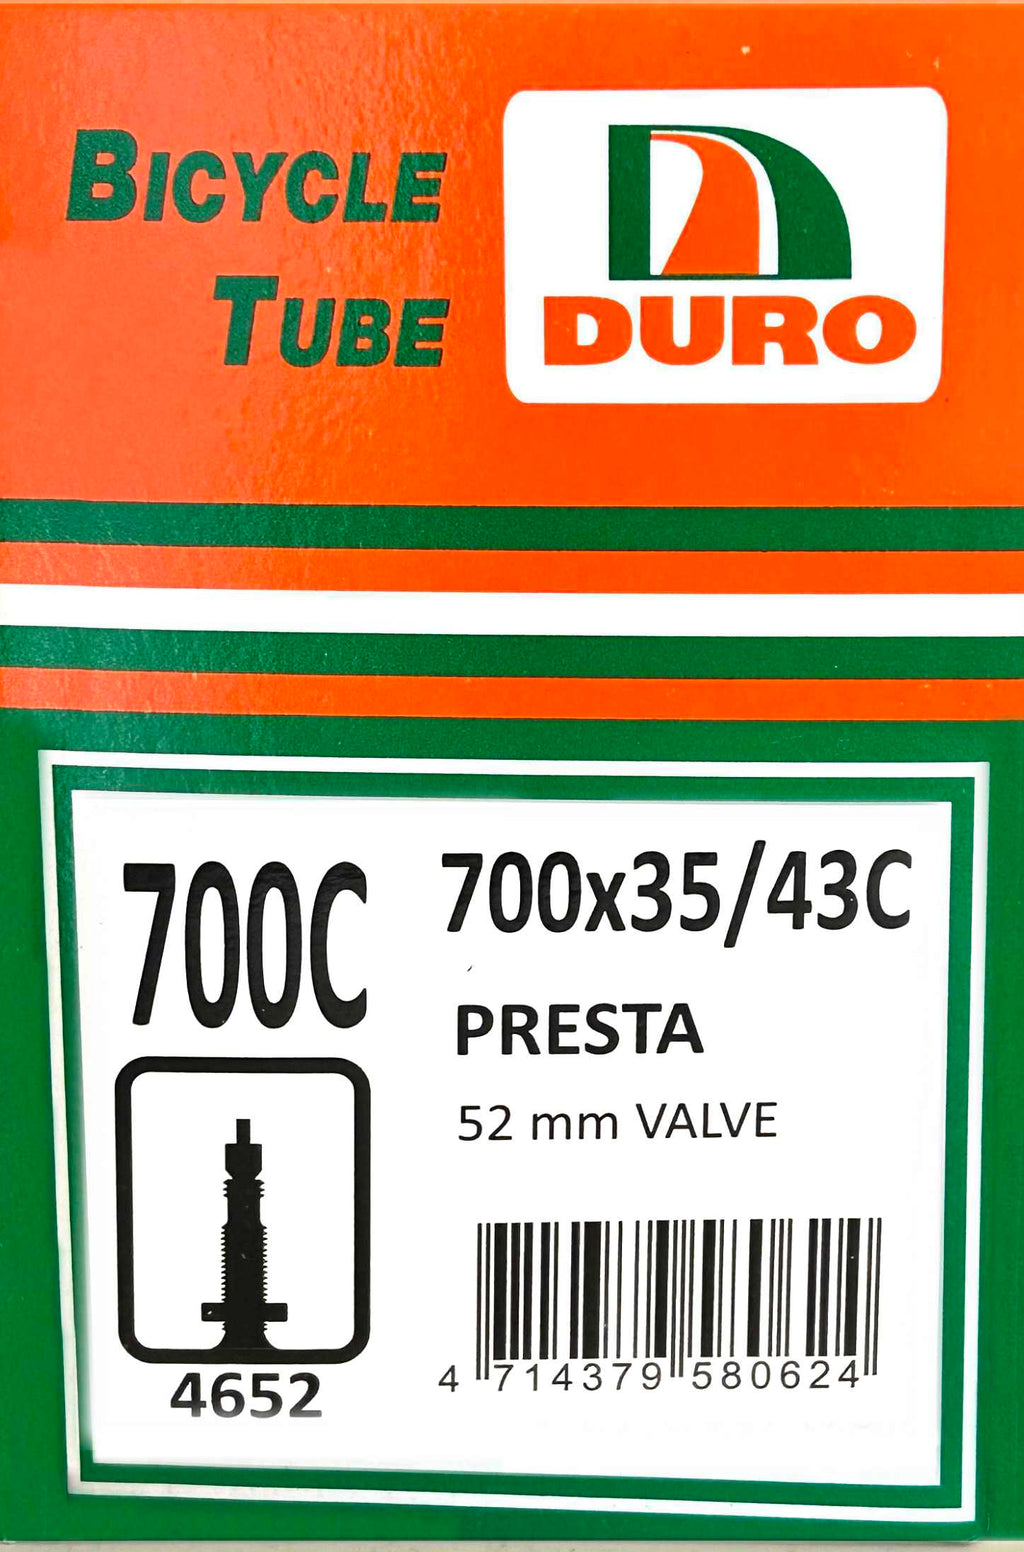 BICYCLE
TUBE
DURO
700C
700x35/43C
PRESTA
52 mm VALVE
4652
4 714379 580624